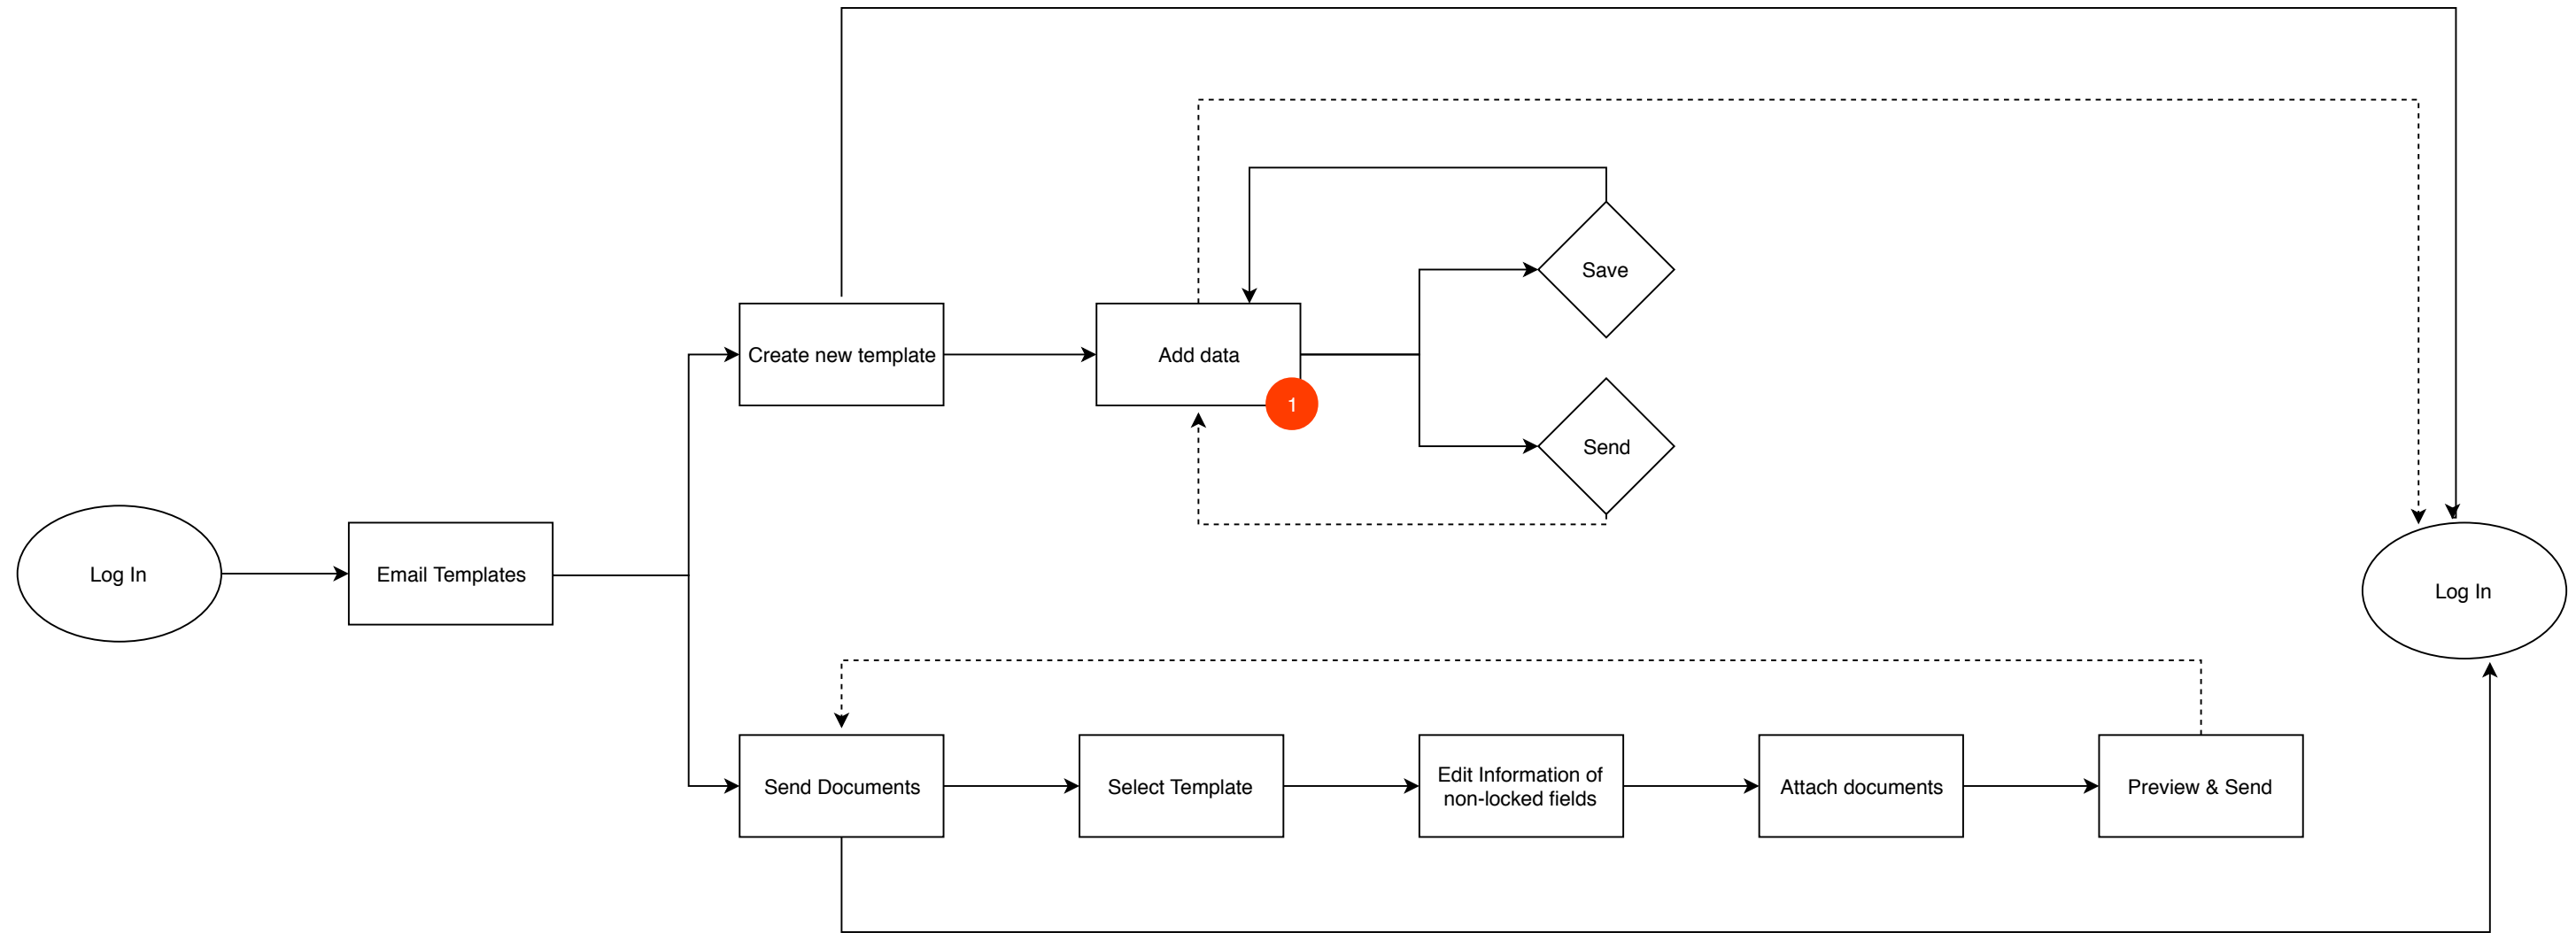 Save
Create new template
Add data
1
Send
Log In
Email Templates
Log In
Send Documents
Select Template
Edit Information of
non-locked fields
Attach documents
Preview & Send